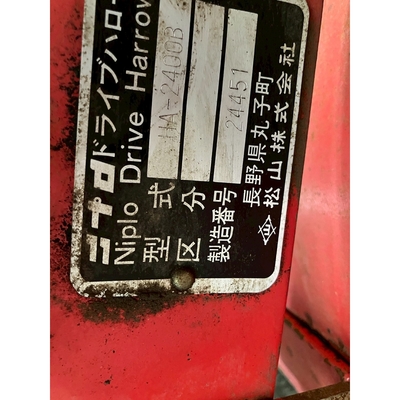 ニプロドライブハロー
Niplo Drive Harrow
型式 HA-2400B
区分
製造番号 24451
長野県丸子町
松山株式会社